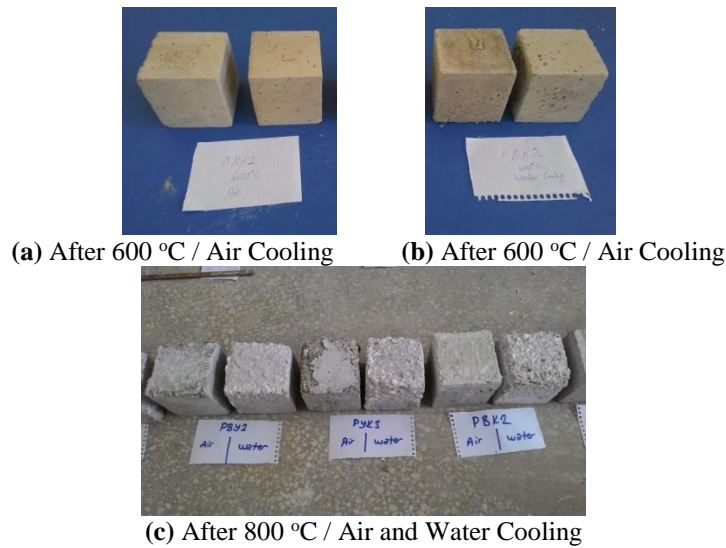 PBK2
600°C
Air
PBK2
600°C
Water Cooling
(a) After 600 °C / Air Cooling
(b) After 600 °C / Air Cooling
PBY2
Air | water
PYK3
Air | water
PBK2
Air | water
(c) After 800 °C / Air and Water Cooling